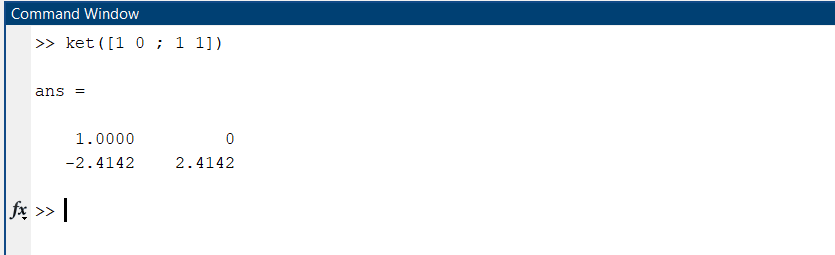 Command Window
>> ket([1 0 ; 1 1])
ans =
1.0000 0
-2.4142 2.4142
fx >>